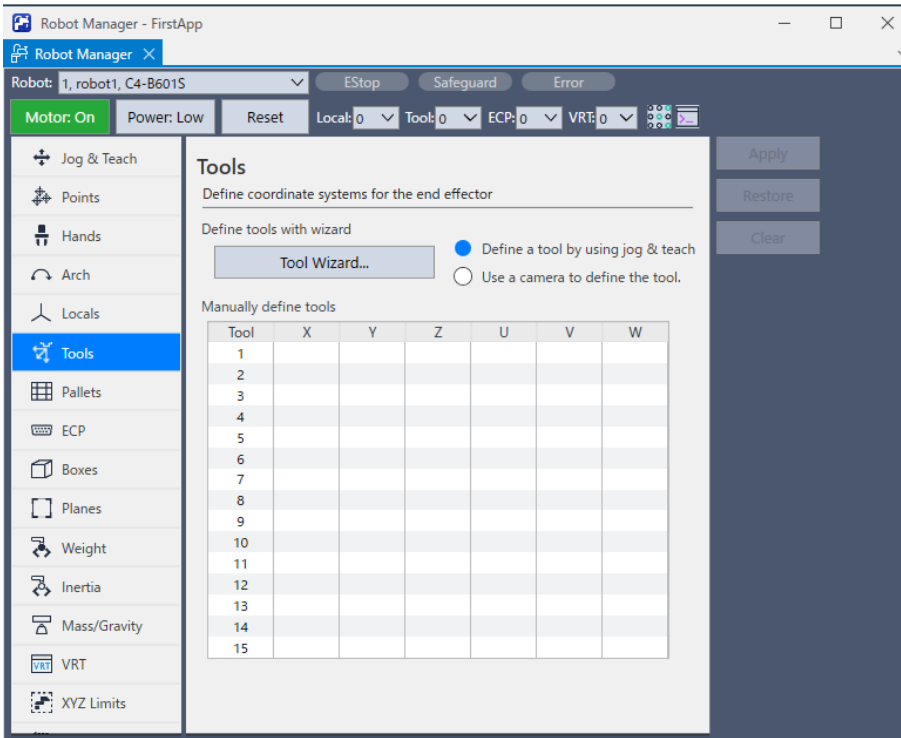 Robot Manager - FirstApp
Robot Manager
Robot: 1, robot1, C4-B601S EStop Safeguard Error
Motor: On Power: Low Reset Local: 0 Tool: 0 ECP: 0 VRT: 0
Jog & Teach
Points
Hands
Arch
Locals
Tools
Pallets
ECP
Boxes
Planes
Weight
Inertia
Mass/Gravity
VRT VRT
XYZ Limits
Tools
Define coordinate systems for the end effector
Define tools with wizard
Tool Wizard...
Define a tool by using jog & teach
Use a camera to define the tool.
Manually define tools
Tool X Y Z U V W
1
2
3
4
5
6
7
8
9
10
11
12
13
14
15
Apply
Restore
Clear